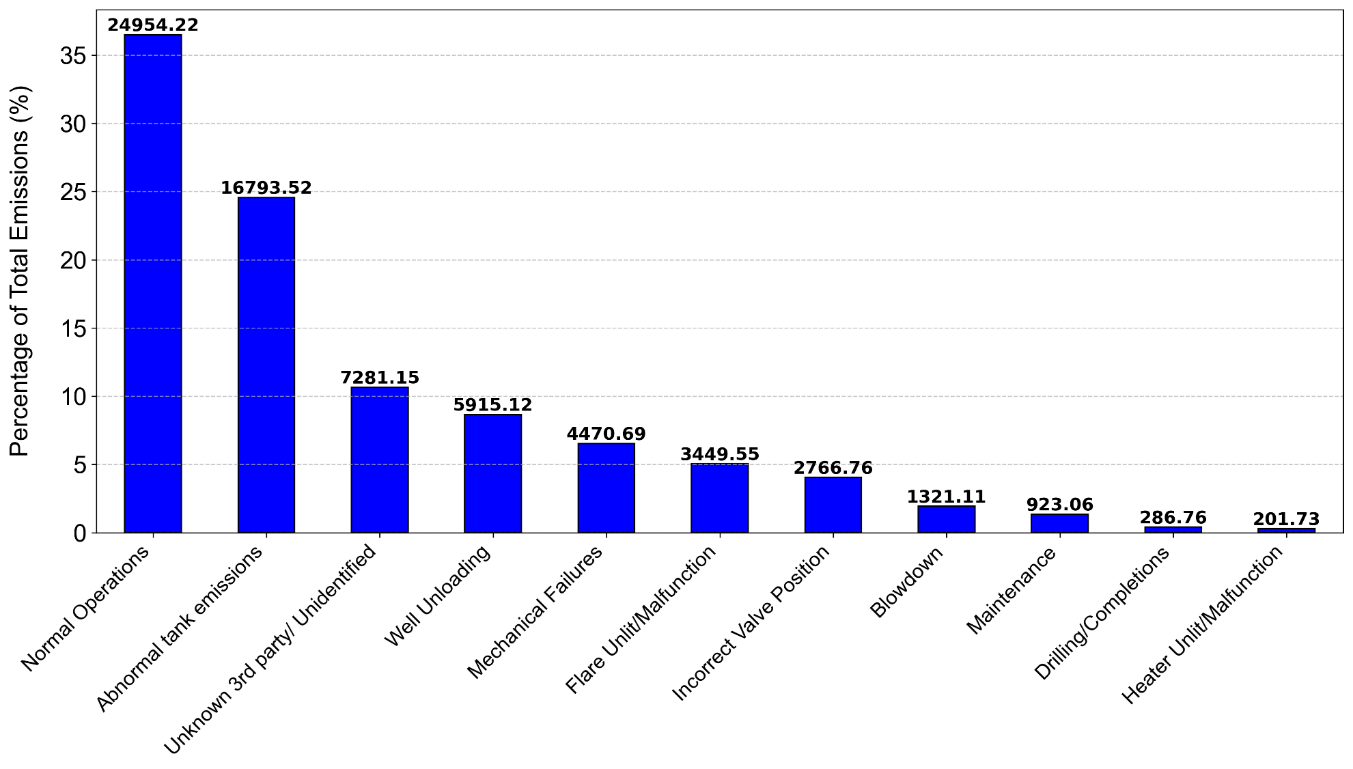 Percentage of Total Emissions (%)
35
30
25
20
15
10
5
0
24954.22
16793.52
7281.15
5915.12
4470.69
3449.55
2766.76
1321.11
923.06
286.76
201.73
Normal Operations
Abnormal tank emissions
Unknown 3rd party/ Unidentified
Well Unloading
Mechanical Failures
Flare Unlit/Malfunction
Incorrect Valve Position
Blowdown
Maintenance
Drilling/Completions
Heater Unlit/Malfunction